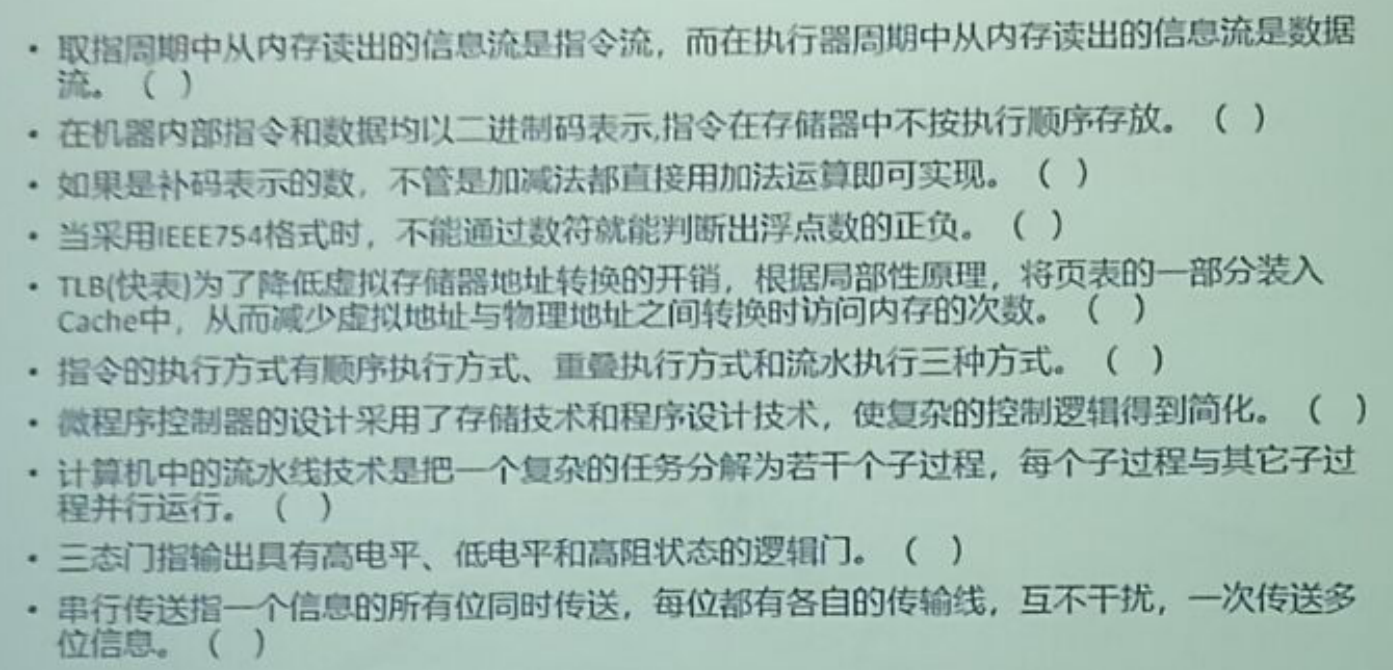 • 取指周期中从内存读出的信息流是指令流，而在执行器周期中从内存读出的信息流是数据
流。（ ）
• 在机器内部指令和数据均以二进制码表示,指令在存储器中不按执行顺序存放。（ ）
• 如果是补码表示的数，不管是加减法都直接用加法运算即可实现。（ ）
• 当采用IEEE754格式时，不能通过数符就能判断出浮点数的正负。（ ）
• TLB(快表)为了降低虚拟存储器地址转换的开销，根据局部性原理，将页表的一部分装入
Cache中，从而减少虚拟地址与物理地址之间转换时访问内存的次数。（ ）
• 指令的执行方式有顺序执行方式、重叠执行方式和流水执行三种方式。（ ）
• 微程序控制器的设计采用了存储技术和程序设计技术，使复杂的控制逻辑得到简化。（ ）
• 计算机中的流水线技术是把一个复杂的任务分解为若干个子过程，每个子过程与其它子过
程并行运行。（ ）
• 三态门指输出具有高电平、低电平和高阻状态的逻辑门。（ ）
• 串行传送指一个信息的所有位同时传送，每位都有各自的传输线，互不干扰，一次传送多
位信息。（ ）